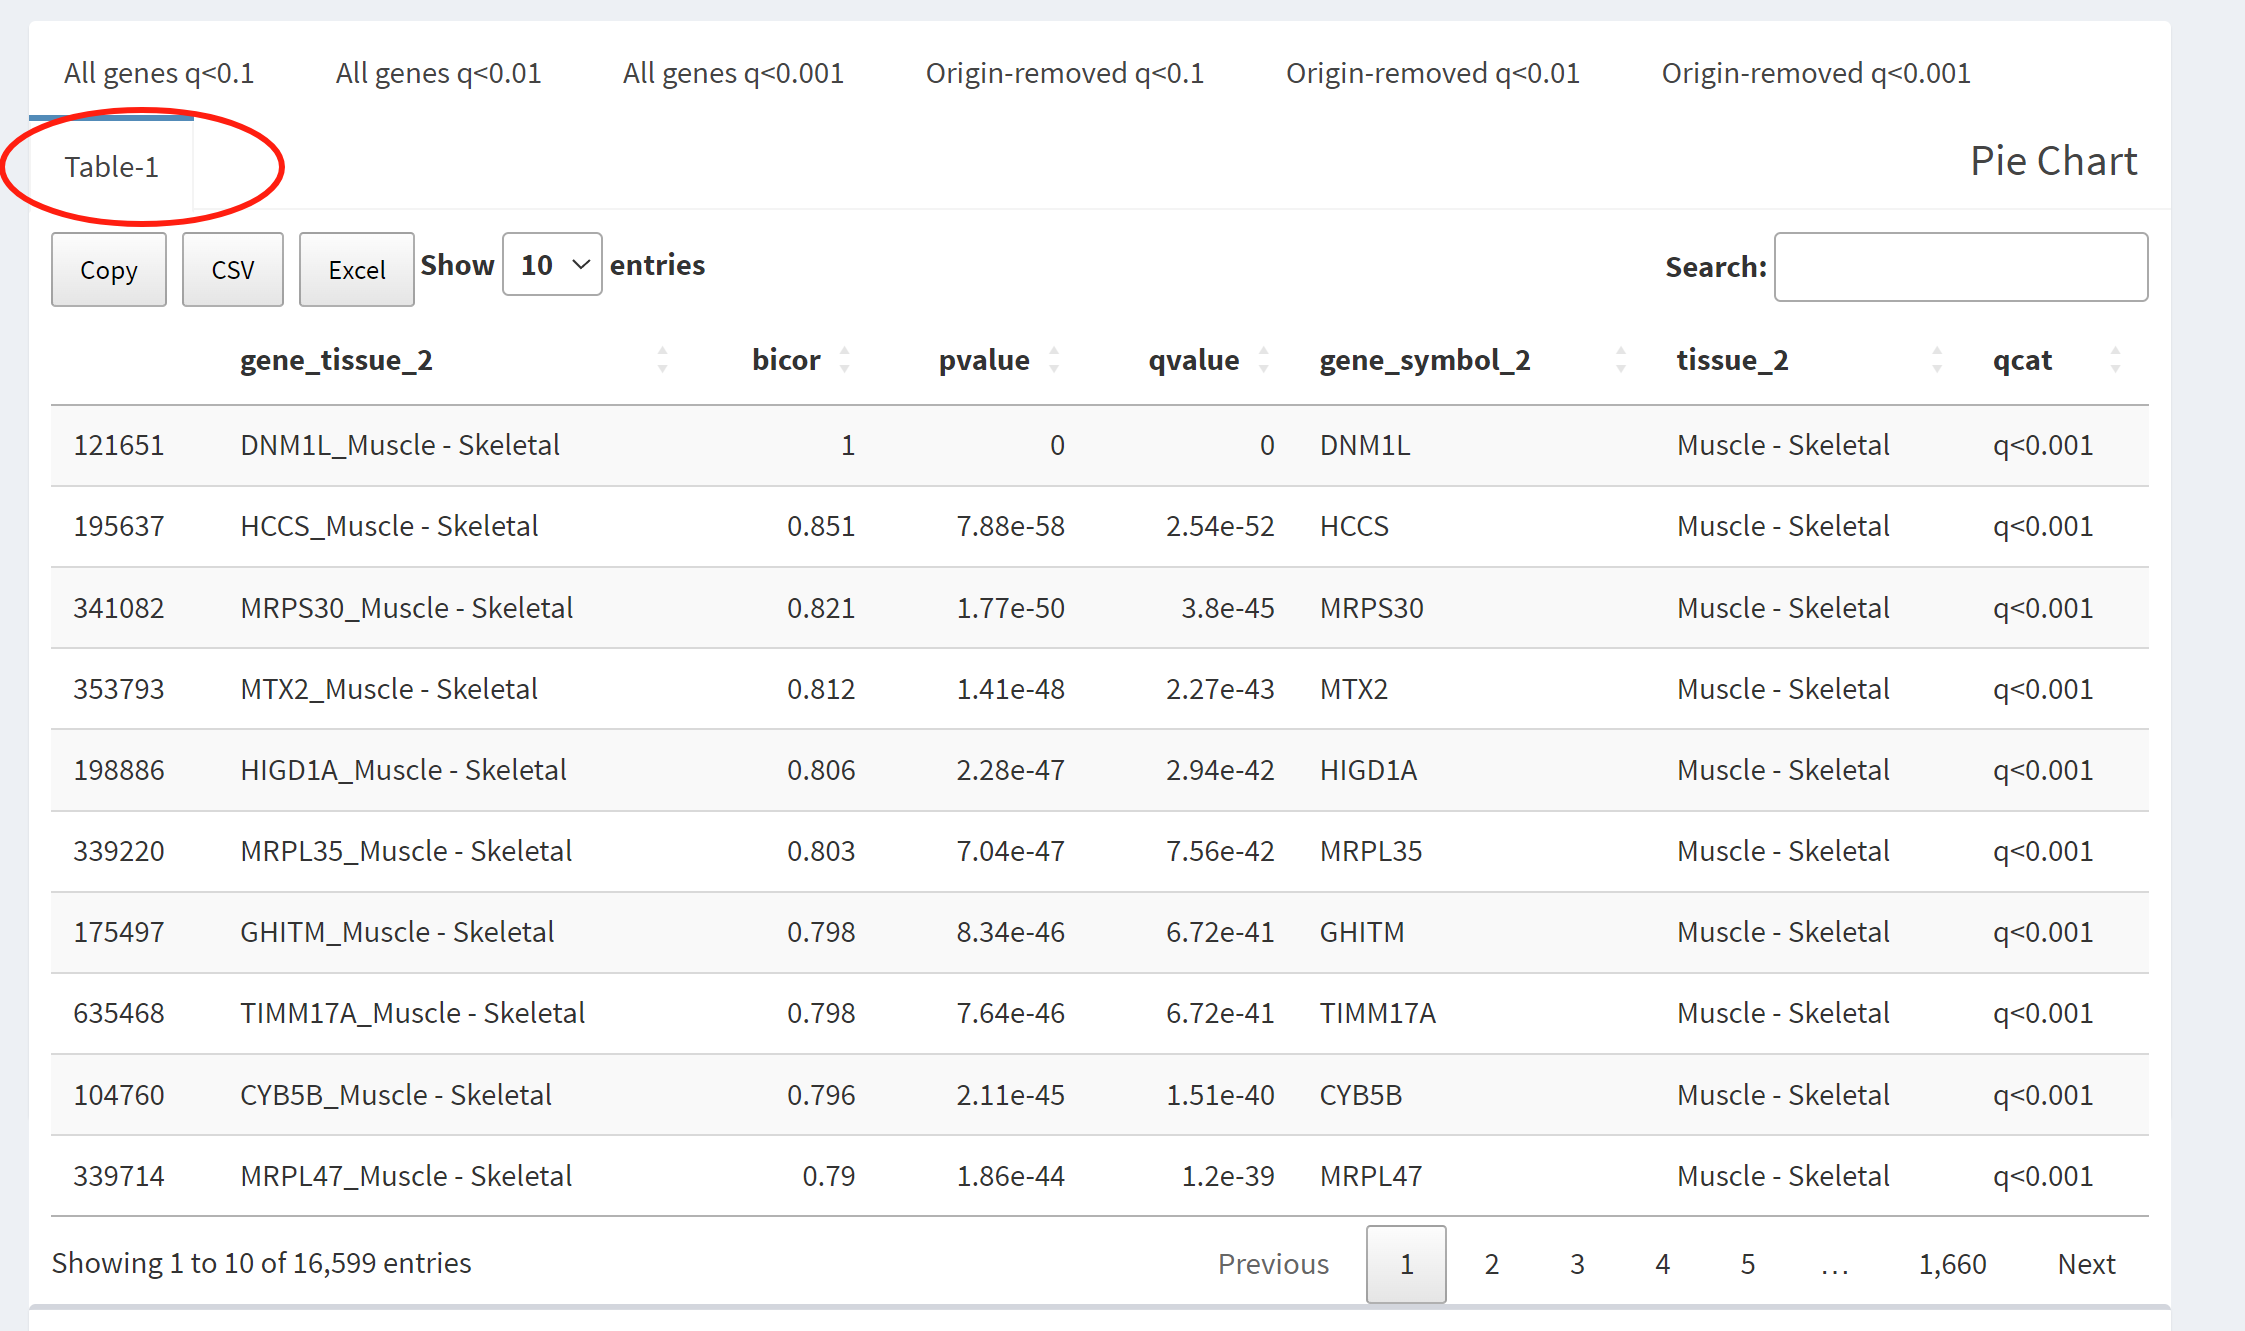 All genes q<0.1 All genes q<0.01 All genes q<0.001 Origin-removed q<0.1 Origin-removed q<0.01 Origin-removed q<0.001
Table-1 Pie Chart
Copy CSV Excel Show 10 entries Search:
gene_tissue_2 bicor pvalue qvalue gene_symbol_2 tissue_2 qcat
121651 DNM1L_Muscle - Skeletal 1 0 0 DNM1L Muscle - Skeletal q<0.001
195637 HCCS_Muscle - Skeletal 0.851 7.88e-58 2.54e-52 HCCS Muscle - Skeletal q<0.001
341082 MRPS30_Muscle - Skeletal 0.821 1.77e-50 3.8e-45 MRPS30 Muscle - Skeletal q<0.001
353793 MTX2_Muscle - Skeletal 0.812 1.41e-48 2.27e-43 MTX2 Muscle - Skeletal q<0.001
198886 HIGD1A_Muscle - Skeletal 0.806 2.28e-47 2.94e-42 HIGD1A Muscle - Skeletal q<0.001
339220 MRPL35_Muscle - Skeletal 0.803 7.04e-47 7.56e-42 MRPL35 Muscle - Skeletal q<0.001
175497 GHITM_Muscle - Skeletal 0.798 8.34e-46 6.72e-41 GHITM Muscle - Skeletal q<0.001
635468 TIMM17A_Muscle - Skeletal 0.798 7.64e-46 6.72e-41 TIMM17A Muscle - Skeletal q<0.001
104760 CYB5B_Muscle - Skeletal 0.796 2.11e-45 1.51e-40 CYB5B Muscle - Skeletal q<0.001
339714 MRPL47_Muscle - Skeletal 0.79 1.86e-44 1.2e-39 MRPL47 Muscle - Skeletal q<0.001
Showing 1 to 10 of 16,599 entries Previous 1 2 3 4 5 … 1,660 Next